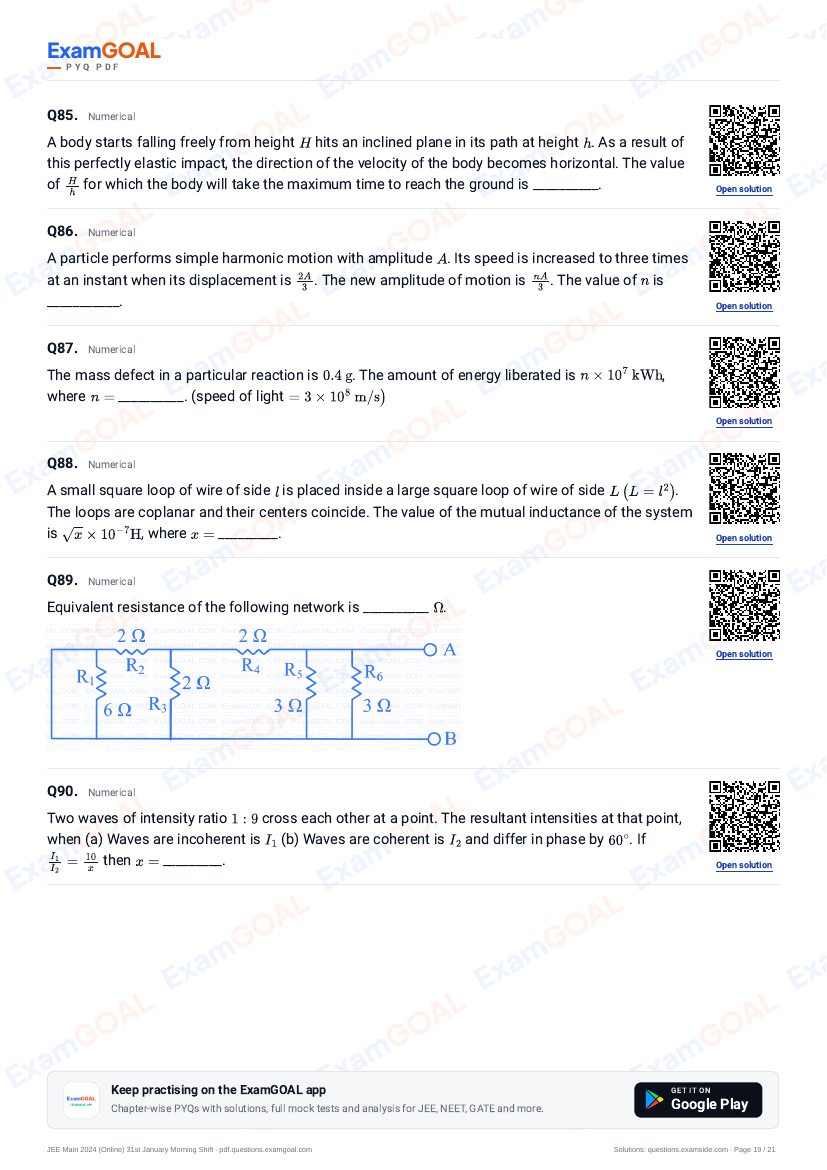 ExamGOAL
PYQ PDF
Q85. Numerical
A body starts falling freely from height H hits an inclined plane in its path at height h. As a result of
this perfectly elastic impact, the direction of the velocity of the body becomes horizontal. The value
of H/h for which the body will take the maximum time to reach the ground is __________.
Open solution
Q86. Numerical
A particle performs simple harmonic motion with amplitude A. Its speed is increased to three times
at an instant when its displacement is 2A/3. The new amplitude of motion is nA/3. The value of n is
___________.
Open solution
Q87. Numerical
The mass defect in a particular reaction is 0.4 g. The amount of energy liberated is n × 10⁷ kWh,
where n = __________. (speed of light = 3 × 10⁸ m/s)
Open solution
Q88. Numerical
A small square loop of wire of side l is placed inside a large square loop of wire of side L (L = l²).
The loops are coplanar and their centers coincide. The value of the mutual inductance of the system
is √x × 10⁻⁷H, where x = _________.
Open solution
Q89. Numerical
Equivalent resistance of the following network is __________ Ω.
Open solution
2 Ω 2 Ω A
R₁ R₂ R₄ R₅ R₆
2 Ω
6 Ω R₃ 3 Ω 3 Ω
B
Q90. Numerical
Two waves of intensity ratio 1 : 9 cross each other at a point. The resultant intensities at that point,
when (a) Waves are incoherent is I₁ (b) Waves are coherent is I₂ and differ in phase by 60°. If
I₁/I₂ = 10/x then x = _________.
Open solution
Keep practising on the ExamGOAL app
Chapter-wise PYQs with solutions, full mock tests and analysis for JEE, NEET, GATE and more.
GET IT ON
Google Play
JEE Main 2024 (Online) 31st January Morning Shift · pdf.questions.examgoal.com
Solutions: questions.examside.com · Page 19 / 21